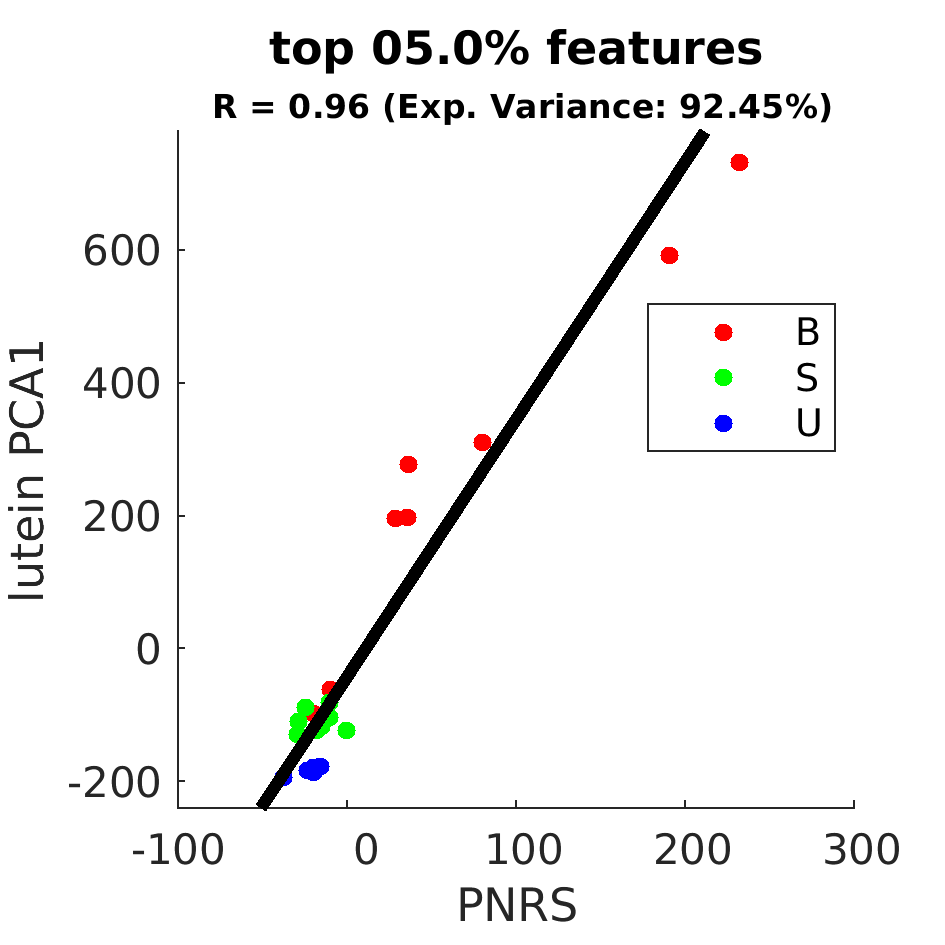 top 05.0% features
R = 0.96 (Exp. Variance: 92.45%)
lutein PCA1
600
400
200
0
-200
B
S
U
-100 0 100 200 300
PNRS